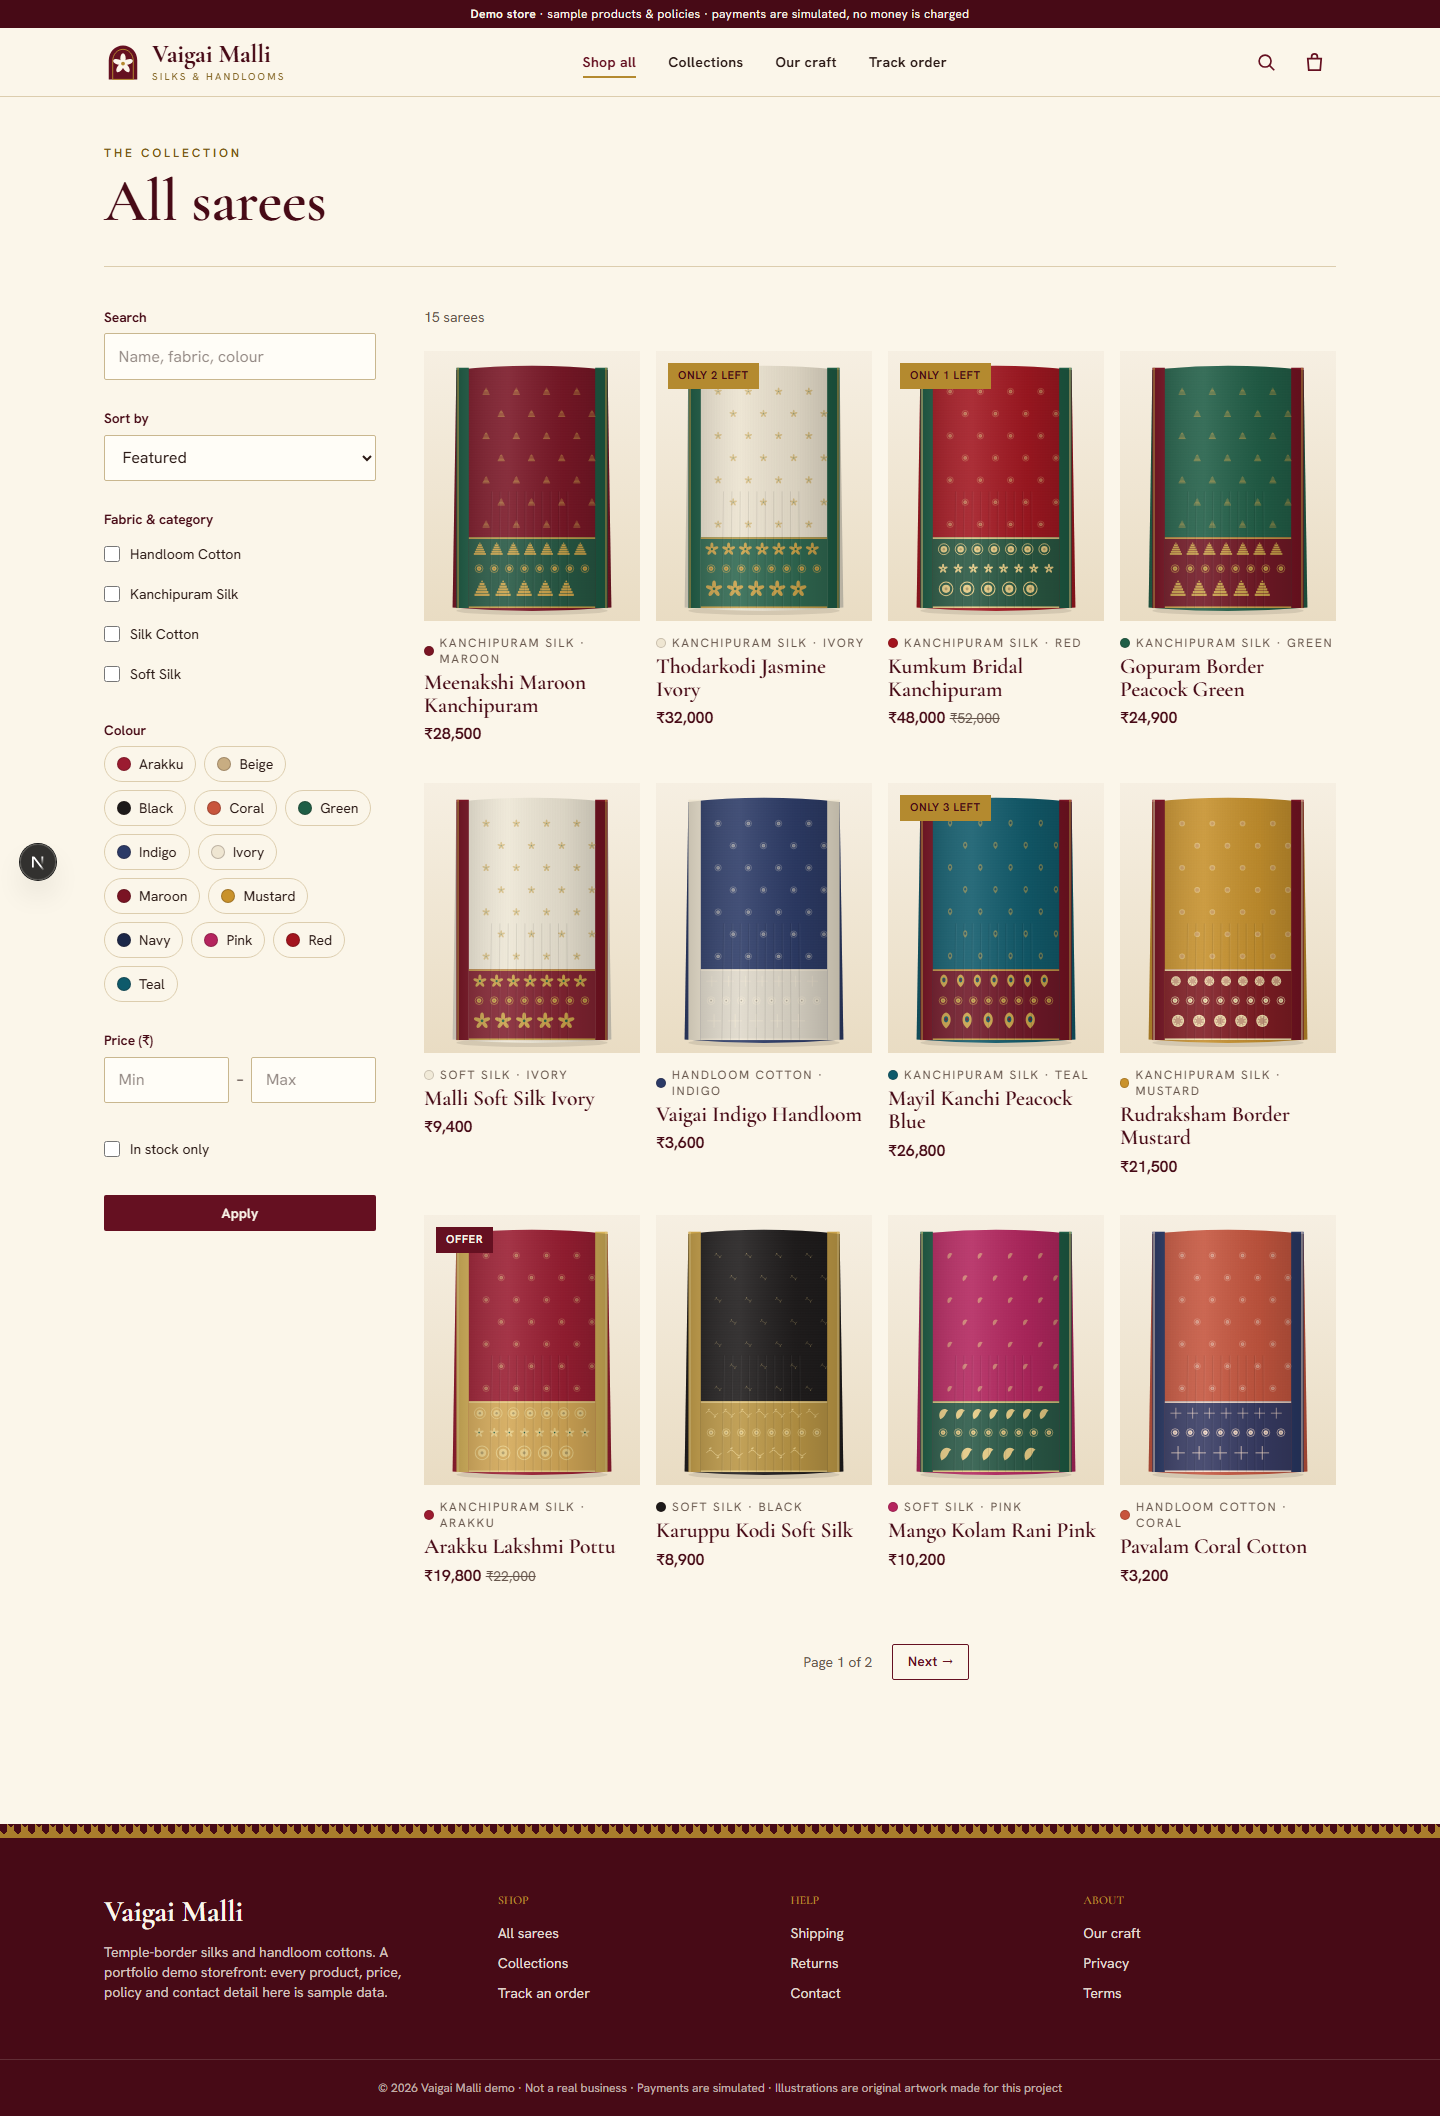 Demo store · sample products & policies · payments are simulated, no money is charged
Vaigai Malli
SILKS & HANDLOOMS
Shop all
Collections
Our craft
Track order
THE COLLECTION
All sarees
Search
Name, fabric, colour
Sort by
Featured
Fabric & category
Handloom Cotton
Kanchipuram Silk
Silk Cotton
Soft Silk
Colour
Arakku
Beige
Black
Coral
Green
Indigo
Ivory
Maroon
Mustard
Navy
Pink
Red
Teal
Price (₹)
Min
–
Max
In stock only
Apply
15 sarees
KANCHIPURAM SILK ·
MAROON
Meenakshi Maroon
Kanchipuram
₹28,500
ONLY 2 LEFT
KANCHIPURAM SILK · IVORY
Thodarkodi Jasmine
Ivory
₹32,000
ONLY 1 LEFT
KANCHIPURAM SILK · RED
Kumkum Bridal
Kanchipuram
₹48,000 ₹52,000
KANCHIPURAM SILK · GREEN
Gopuram Border
Peacock Green
₹24,900
SOFT SILK · IVORY
Malli Soft Silk Ivory
₹9,400
HANDLOOM COTTON ·
INDIGO
Vaigai Indigo Handloom
₹3,600
ONLY 3 LEFT
KANCHIPURAM SILK · TEAL
Mayil Kanchi Peacock
Blue
₹26,800
KANCHIPURAM SILK ·
MUSTARD
Rudraksham Border
Mustard
₹21,500
OFFER
KANCHIPURAM SILK ·
ARAKKU
Arakku Lakshmi Pottu
₹19,800 ₹22,000
SOFT SILK · BLACK
Karuppu Kodi Soft Silk
₹8,900
SOFT SILK · PINK
Mango Kolam Rani Pink
₹10,200
HANDLOOM COTTON ·
CORAL
Pavalam Coral Cotton
₹3,200
Page 1 of 2
Next →
N
Vaigai Malli
Temple-border silks and handloom cottons. A
portfolio demo storefront: every product, price,
policy and contact detail here is sample data.
SHOP
All sarees
Collections
Track an order
HELP
Shipping
Returns
Contact
ABOUT
Our craft
Privacy
Terms
© 2026 Vaigai Malli demo · Not a real business · Payments are simulated · Illustrations are original artwork made for this project